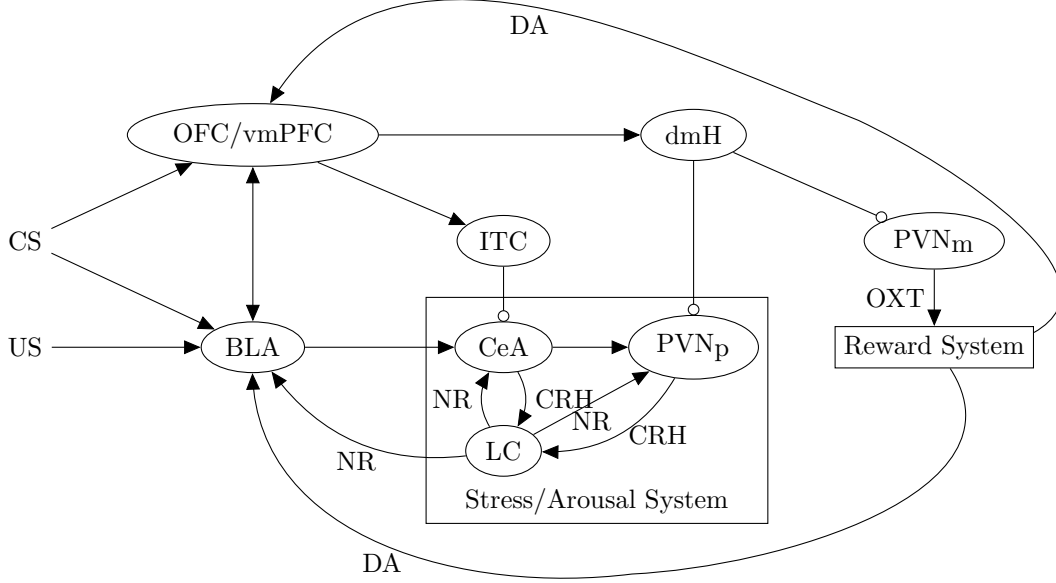 DA
OFC/vmPFC
dmH
CS
ITC
PVNm
OXT
US
BLA
CeA
PVNp
Reward System
NR
CRH
NR
CRH
NR
LC
Stress/Arousal System
DA